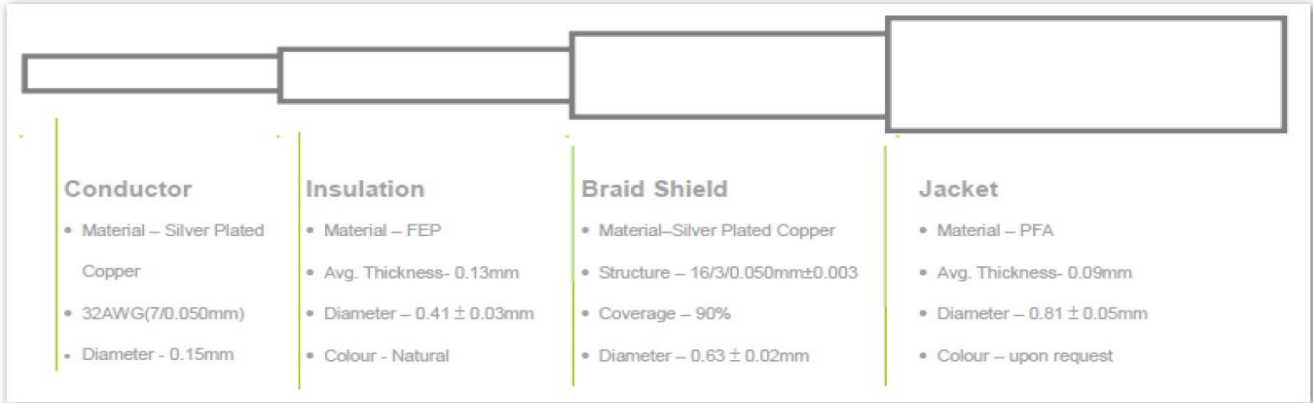 Conductor
• Material – Silver Plated
Copper
• 32AWG(7/0.050mm)
• Diameter - 0.15mm
Insulation
• Material – FEP
• Avg. Thickness- 0.13mm
• Diameter – 0.41 ± 0.03mm
• Colour - Natural
Braid Shield
• Material–Silver Plated Copper
• Structure – 16/3/0.050mm±0.003
• Coverage – 90%
• Diameter – 0.63 ± 0.02mm
Jacket
• Material – PFA
• Avg. Thickness- 0.09mm
• Diameter – 0.81 ± 0.05mm
• Colour – upon request